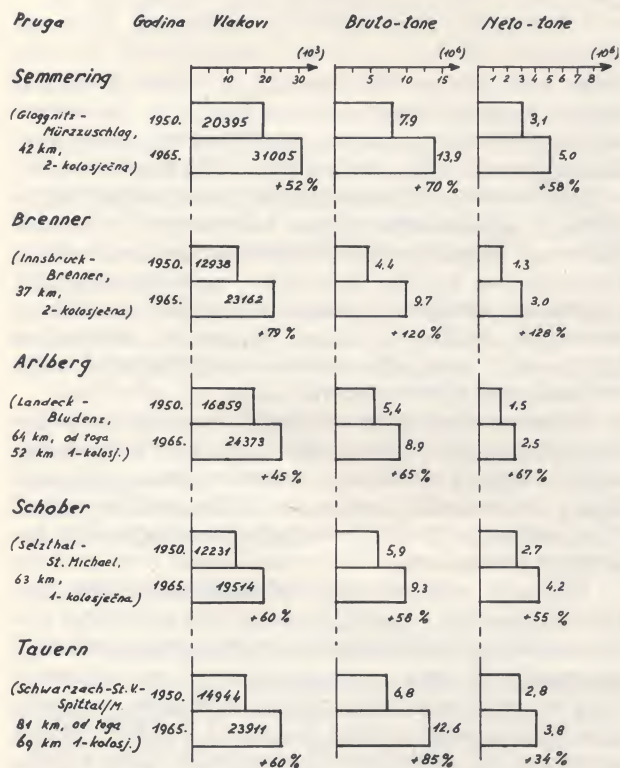 Pruga Godina Vlakovi Bruto-tone Neto-tone
(10³) (10⁶) (10⁶)
10 20 30 5 10 15 1 2 3 4 5 6 7 8
Semmering
(Gloggnitz - 1950. 20395 7.9 3,1
Mürzzuschlag,
42 km, 1965. 31005 13,9 5,0
2-kolosječna)
+52 % +70 % +58 %
Brenner
(Innsbruck- 1950. 12938 4.4 1.3
Brenner,
37 km, 1965. 23162 9.7 3,0
2-kolosječna)
+79 % +120 % +128 %
Arlberg
(Landeck - 1950. 16859 5,4 1,5
Bludenz,
64 km, od toga 1965. 24373 8,9 2,5
52 km 1-kolosj.)
+45 % +65 % +67 %
Schober
(Selzthal - 1950. 12231 5,9 2.7
St. Michael,
63 km, 1965. 19514 9.3 4.2
1-kolosječna)
+60 % +58 % +55 %
Tauern
(Schwarzach-St.V.- 1950. 14944 6,8 2,8
Spittal/M.
81 km, od toga 1965. 23911 12,6 3,8
69 km 1-kolosj.)
+60 % +85 % +34 %